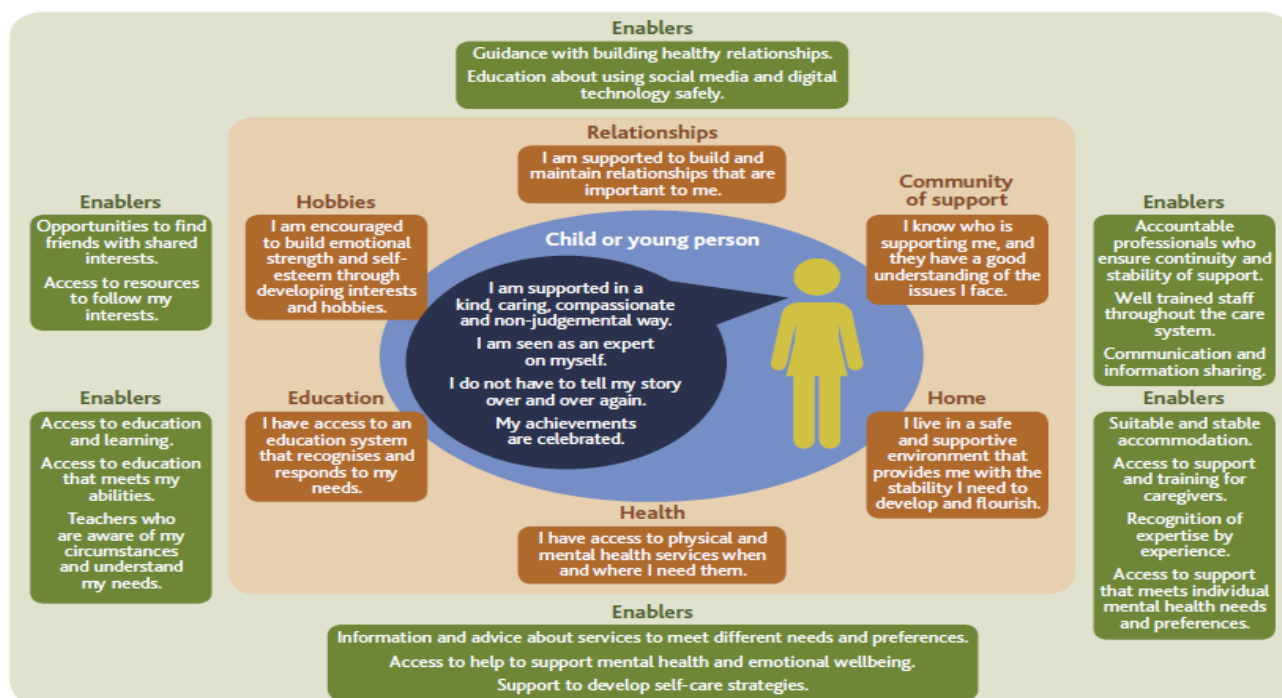 Enablers
Guidance with building healthy relationships.
Education about using social media and digital
technology safely.
Relationships
I am supported to build and
maintain relationships that are
important to me.
Enablers
Opportunities to find
friends with shared
interests.
Access to resources
to follow my
interests.
Hobbies
I am encouraged
to build emotional
strength and self-
esteem through
developing interests
and hobbies.
Child or young person
I am supported in a
kind, caring, compassionate
and non-judgemental way.
I am seen as an expert
on myself.
I do not have to tell my story
over and over again.
My achievements
are celebrated.
Community
of support
I know who is
supporting me, and
they have a good
understanding of the
issues I face.
Enablers
Accountable
professionals who
ensure continuity and
stability of support.
Well trained staff
throughout the care
system.
Communication and
information sharing.
Enablers
Access to education
and learning.
Access to education
that meets my
abilities.
Teachers who
are aware of my
circumstances
and understand
my needs.
Education
I have access to an
education system
that recognises and
responds to my
needs.
Home
I live in a safe
and supportive
environment that
provides me with the
stability I need to
develop and flourish.
Enablers
Suitable and stable
accommodation.
Access to support
and training for
caregivers.
Recognition of
expertise by
experience.
Access to support
that meets individual
mental health needs
and preferences.
Health
I have access to physical and
mental health services when
and where I need them.
Enablers
Information and advice about services to meet different needs and preferences.
Access to help to support mental health and emotional wellbeing.
Support to develop self-care strategies.